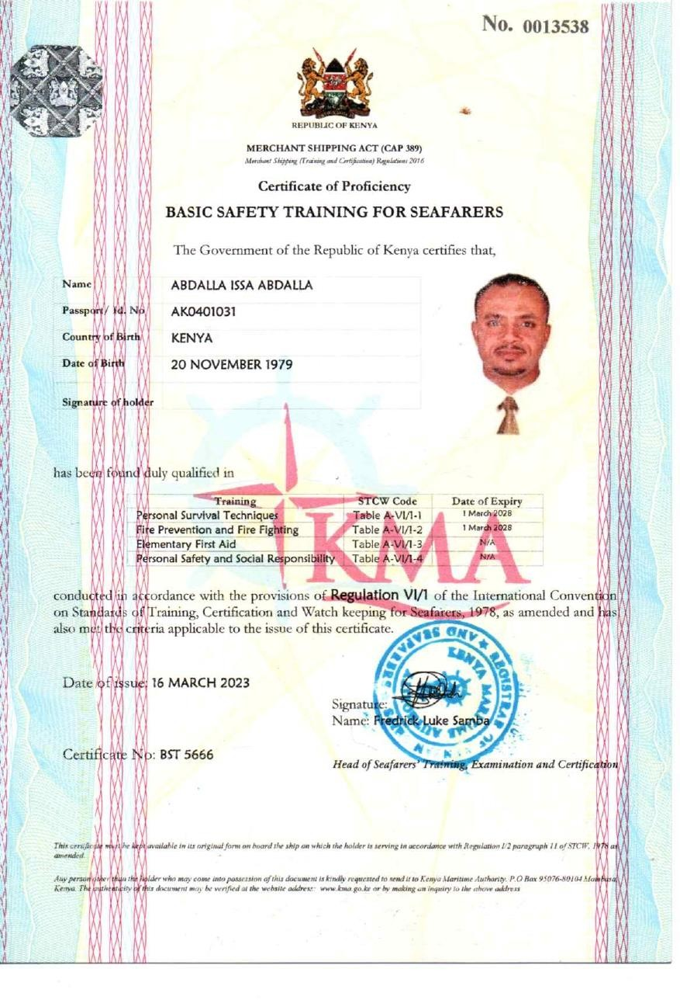 No. 0013538
REPUBLIC OF KENYA
MERCHANT SHIPPING ACT (CAP 389)
Merchant Shipping (Training and Certification) Regulations 2016
Certificate of Proficiency
BASIC SAFETY TRAINING FOR SEAFARERS
The Government of the Republic of Kenya certifies that,
Name ABDALLA ISSA ABDALLA
Passport/ Id. No AK0401031
Country of Birth KENYA
Date of Birth 20 NOVEMBER 1979
Signature of holder
has been found duly qualified in
Training STCW Code Date of Expiry
Personal Survival Techniques Table A-VI/1-1 1 March 2028
Fire Prevention and Fire Fighting Table A-VI/1-2 1 March 2028
Elementary First Aid Table A-VI/1-3 N/A
Personal Safety and Social Responsibility Table A-VI/1-4 N/A
KMA
conducted in accordance with the provisions of Regulation VI/1 of the International Convention
on Standards of Training, Certification and Watch keeping for Seafarers, 1978, as amended and has
also met the criteria applicable to the issue of this certificate.
Date of issue: 16 MARCH 2023
Signature:
Name: Fredrick Luke Samba
REGISTRAR OF AND SEAFARERS
KENYA MARITIME
Certificate No: BST 5666
Head of Seafarers' Training, Examination and Certification
This certificate must be kept available in its original form on board the ship on which the holder is serving in accordance with Regulation I/2 paragraph 11 of STCW, 1978 as
amended.
Any person other than the holder who may come into possession of this document is kindly requested to send it to Kenya Maritime Authority. P.O Box 95076-80104 Mombasa,
Kenya. The authenticity of this document may be verified at the website address: www.kma.go.ke or by making an inquiry to the above address